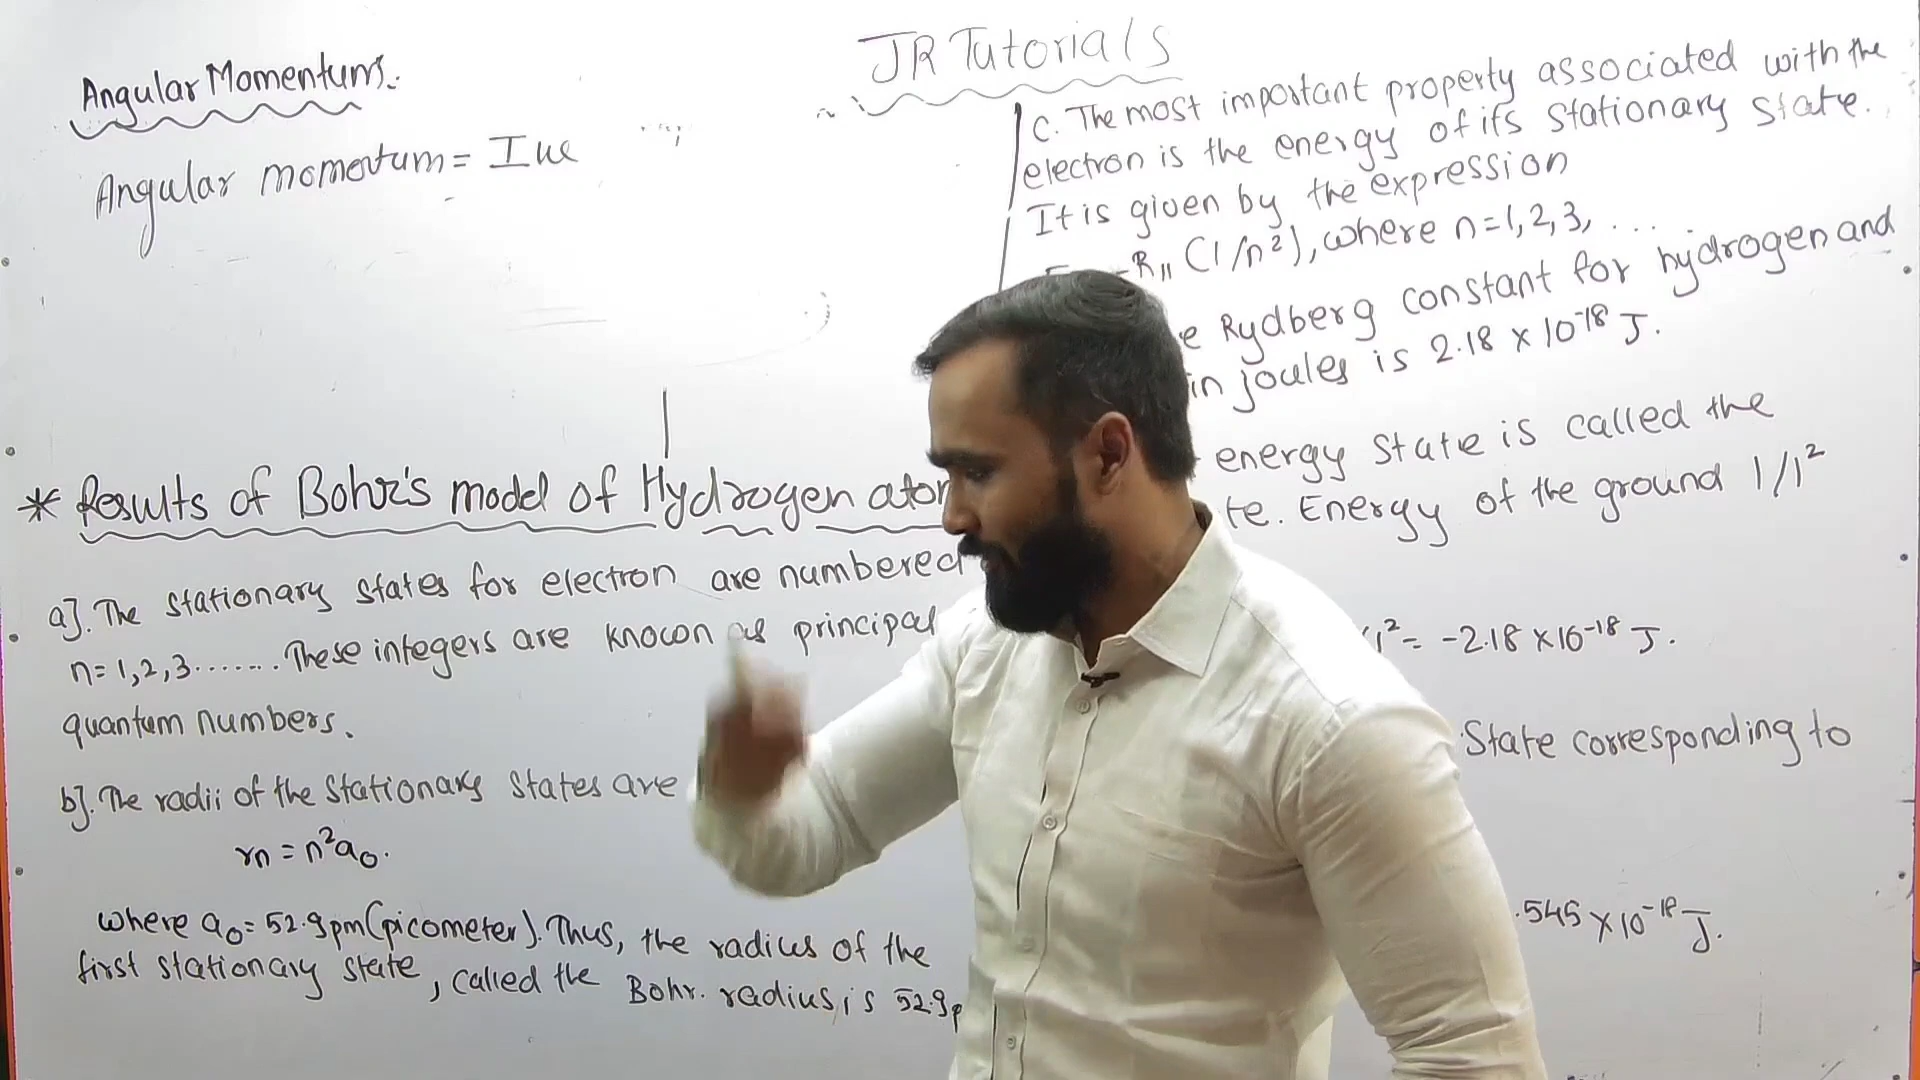 JR Tutorials
Angular Momentum:
Angular momentum = Iω
* Results of Bohr's model of Hydrogen atom
a]. The stationary states for electron are numbered
n=1,2,3....... These integers are known as principal
quantum numbers.
b]. The radii of the stationary states are
rn = n²a₀.
where a₀= 52.9pm(picometer). Thus, the radius of the
first stationary state, called the Bohr. radius is 52.9p
c. The most important property associated with the
electron is the energy of its stationary state.
It is given by the expression
-R (1/n²), where n=1,2,3, ...
e Rydberg constant for hydrogen and
in joules is 2.18 x 10⁻¹⁸ J.
energy state is called the
te. Energy of the ground 1/1²
1² = -2.18 x 10⁻¹⁸ J.
State corresponding to
.545 x 10⁻¹⁸ J.